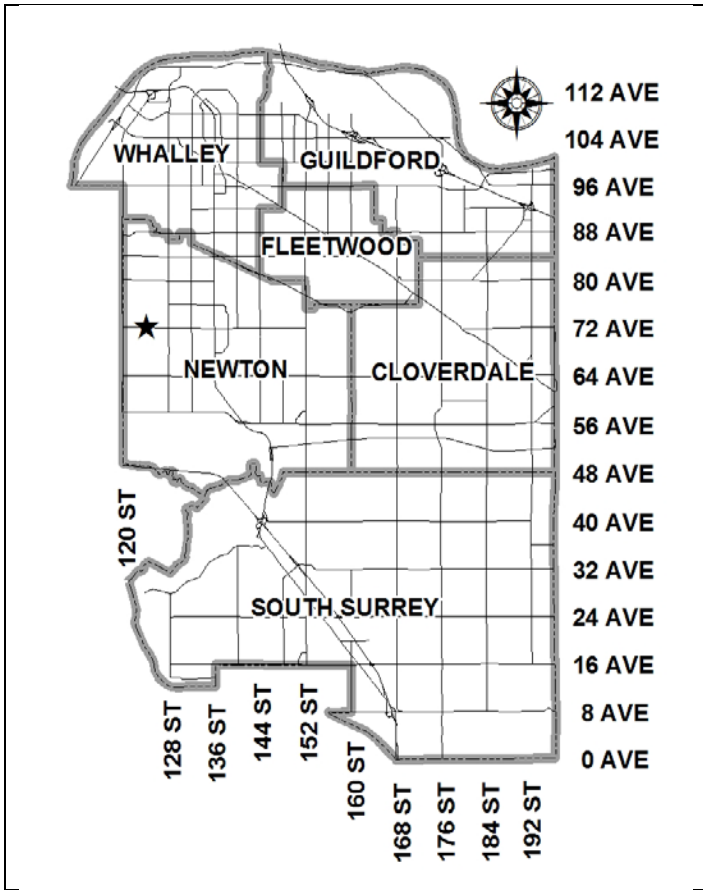 112 AVE
104 AVE
WHALLEY
GUILDFORD
96 AVE
88 AVE
FLEETWOOD
80 AVE
72 AVE
NEWTON
CLOVERDALE
64 AVE
56 AVE
48 AVE
120 ST
40 AVE
32 AVE
SOUTH SURREY
24 AVE
16 AVE
8 AVE
0 AVE
128 ST
136 ST
144 ST
152 ST
160 ST
168 ST
176 ST
184 ST
192 ST